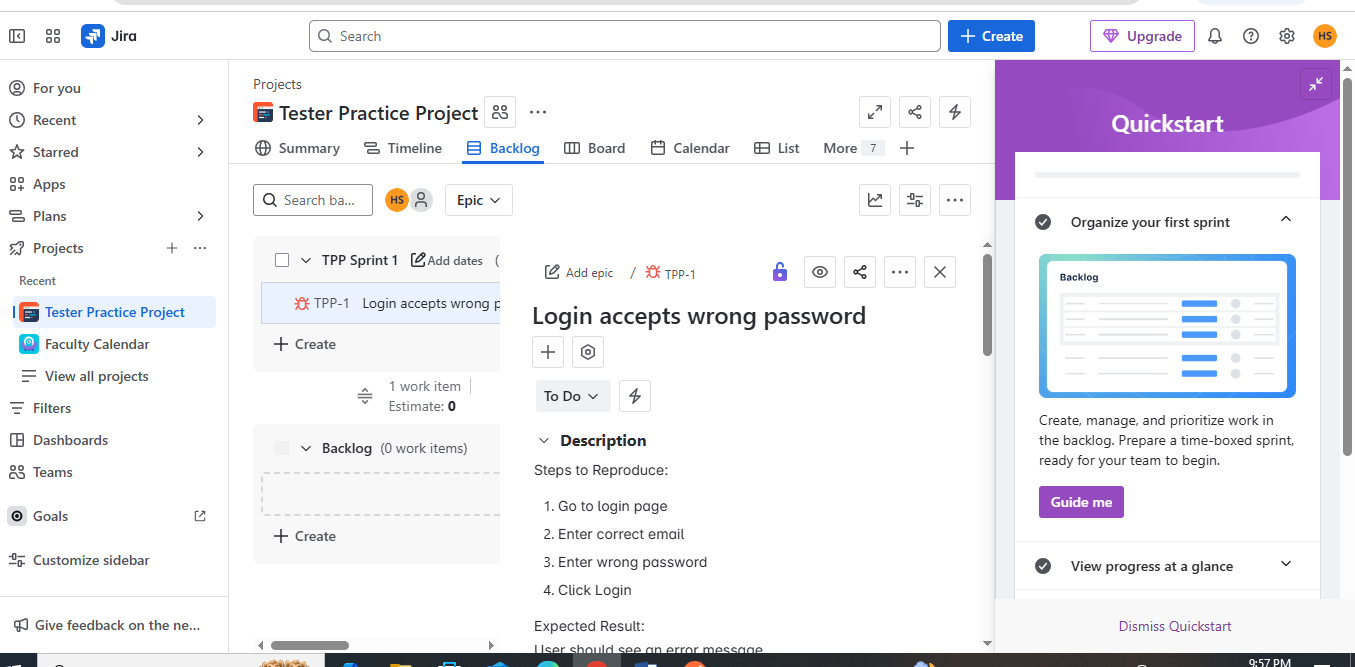 Jira
Search
Create
Upgrade
HS
For you
Recent
Starred
Apps
Plans
Projects
Recent
Tester Practice Project
Faculty Calendar
View all projects
Filters
Dashboards
Teams
Goals
Customize sidebar
Give feedback on the ne...
Projects
Tester Practice Project
Summary
Timeline
Backlog
Board
Calendar
List
More 7
Search ba...
HS
Epic
TPP Sprint 1 Add dates (
TPP-1 Login accepts wrong p
Create
1 work item
Estimate: 0
Backlog (0 work items)
Create
Add epic / TPP-1
Login accepts wrong password
To Do
Description
Steps to Reproduce:
1. Go to login page
2. Enter correct email
3. Enter wrong password
4. Click Login
Expected Result:
User should see an error message
Quickstart
Organize your first sprint
Backlog
Create, manage, and prioritize work in
the backlog. Prepare a time-boxed sprint,
ready for your team to begin.
Guide me
View progress at a glance
Dismiss Quickstart
9:57 PM